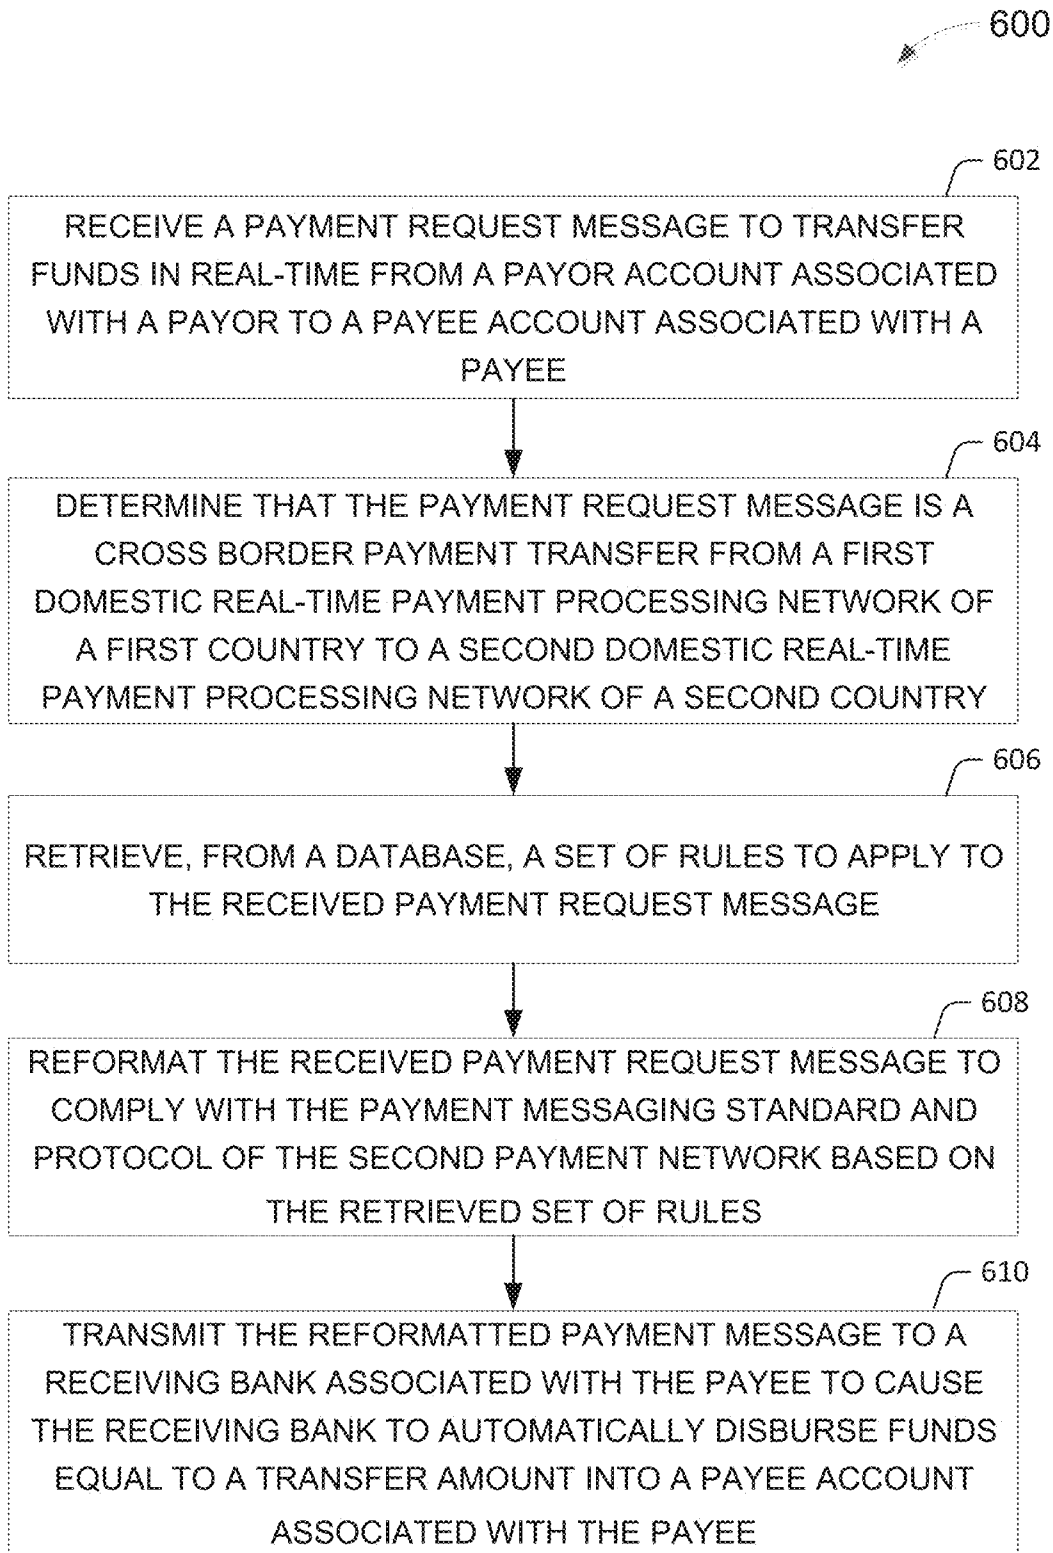 600
602
RECEIVE A PAYMENT REQUEST MESSAGE TO TRANSFER
FUNDS IN REAL-TIME FROM A PAYOR ACCOUNT ASSOCIATED
WITH A PAYOR TO A PAYEE ACCOUNT ASSOCIATED WITH A
PAYEE
604
DETERMINE THAT THE PAYMENT REQUEST MESSAGE IS A
CROSS BORDER PAYMENT TRANSFER FROM A FIRST
DOMESTIC REAL-TIME PAYMENT PROCESSING NETWORK OF
A FIRST COUNTRY TO A SECOND DOMESTIC REAL-TIME
PAYMENT PROCESSING NETWORK OF A SECOND COUNTRY
606
RETRIEVE, FROM A DATABASE, A SET OF RULES TO APPLY TO
THE RECEIVED PAYMENT REQUEST MESSAGE
608
REFORMAT THE RECEIVED PAYMENT REQUEST MESSAGE TO
COMPLY WITH THE PAYMENT MESSAGING STANDARD AND
PROTOCOL OF THE SECOND PAYMENT NETWORK BASED ON
THE RETRIEVED SET OF RULES
610
TRANSMIT THE REFORMATTED PAYMENT MESSAGE TO A
RECEIVING BANK ASSOCIATED WITH THE PAYEE TO CAUSE
THE RECEIVING BANK TO AUTOMATICALLY DISBURSE FUNDS
EQUAL TO A TRANSFER AMOUNT INTO A PAYEE ACCOUNT
ASSOCIATED WITH THE PAYEE